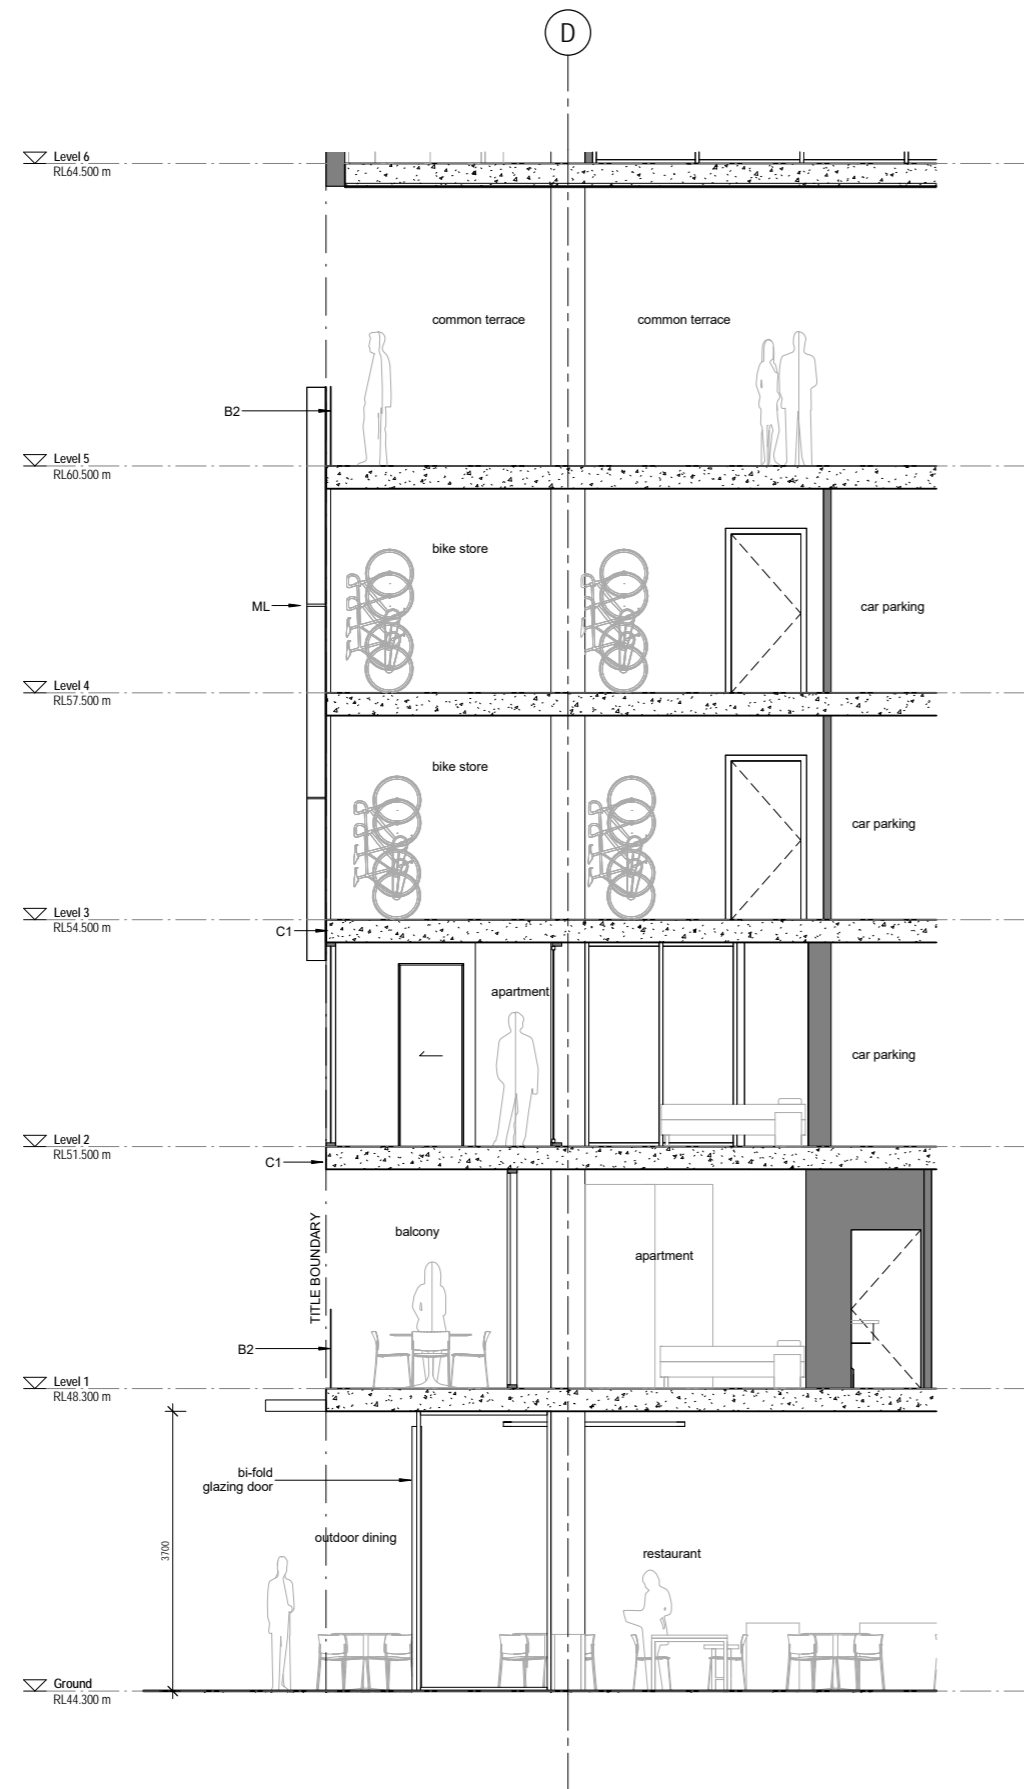 D
Level 6
RL64.500 m
common terrace
common terrace
B2
Level 5
RL60.500 m
bike store
ML
car parking
Level 4
RL57.500 m
bike store
car parking
Level 3
RL54.500 m
C1
apartment
car parking
Level 2
RL51.500 m
C1
TITLE BOUNDARY
balcony
apartment
B2
Level 1
RL48.300 m
bi-fold
glazing door
outdoor dining
3700
restaurant
Ground
RL44.300 m